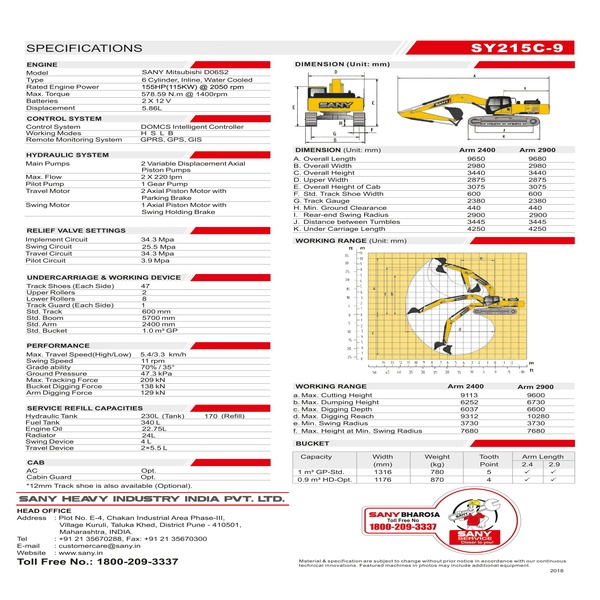 SPECIFICATIONS
SY215C-9
ENGINE
Model SANY Mitsubishi D06S2
Type 6 Cylinder, Inline, Water Cooled
Rated Engine Power 155HP(115KW) @ 2050 rpm
Max. Torque 578.59 N.m @ 1400rpm
Batteries 2 X 12 V
Displacement 5.86L
CONTROL SYSTEM
Control System DOMCS Intelligent Controller
Working Modes H S L B
Remote Monitoring System GPRS, GPS, GIS
HYDRAULIC SYSTEM
Main Pumps 2 Variable Displacement Axial
Piston Pumps
Max. Flow 2 X 220 lpm
Pilot Pump 1 Gear Pump
Travel Motor 2 Axial Piston Motor with
Parking Brake
Swing Motor 1 Axial Piston Motor with
Swing Holding Brake
RELIEF VALVE SETTINGS
Implement Circuit 34.3 Mpa
Swing Circuit 25.5 Mpa
Travel Circuit 34.3 Mpa
Pilot Circuit 3.9 Mpa
UNDERCARRIAGE & WORKING DEVICE
Track Shoes (Each Side) 47
Upper Rollers 2
Lower Rollers 8
Track Guard (Each Side) 1
Std. Track 600 mm
Std. Boom 5700 mm
Std. Arm 2400 mm
Std. Bucket 1.0 m³ GP
PERFORMANCE
Max. Travel Speed(High/Low) 5.4/3.3 km/h
Swing Speed 11 rpm
Grade ability 70% / 35°
Ground Pressure 47.3 kPa
Max. Tracking Force 209 kN
Bucket Digging Force 138 kN
Arm Digging Force 129 kN
SERVICE REFILL CAPACITIES
Hydraulic Tank 230L (Tank) 170 (Refill)
Fuel Tank 340 L
Engine Oil 22.75L
Radiator 24L
Swing Device 4 L
Travel Device 2×5.5 L
CAB
AC Opt.
Cabin Guard Opt.
*12mm Track shoe is also available (Optional).
SANY HEAVY INDUSTRY INDIA PVT. LTD.
HEAD OFFICE
Address : Plot No. E-4, Chakan Industrial Area Phase-III,
Village Kuruli, Taluka Khed, District Pune - 410501,
Maharashtra, INDIA.
Tel : +91 21 35670288, Fax: +91 21 35670300
E-mail : customercare@sany.in
Website : www.sany.in
Toll Free No.: 1800-209-3337
DIMENSION (Unit: mm)
D
E
C
F
G
B
A
SANY
DIMENSION (Unit: mm) Arm 2400 Arm 2900
A. Overall Length 9650 9680
B. Overall Width 2980 2980
C. Overall Height 3440 3440
D. Upper Width 2875 2875
E. Overall Height of Cab 3075 3075
F. Std. Track Shoe Width 600 600
G. Track Gauge 2380 2380
H. Min. Ground Clearance 440 440
I. Rear-end Swing Radius 2900 2900
J. Distance between Tumbles 3445 3445
K. Under Carriage Length 4250 4250
WORKING RANGE (Unit: mm)
ft m
m
ft
WORKING RANGE Arm 2400 Arm 2900
a. Max. Cutting Height 9113 9600
b. Max. Dumping Height 6252 6730
c. Max. Digging Depth 6037 6600
d. Max. Digging Reach 9312 10280
e. Min. Swing Radius 3730 3730
f. Max. Height at Min. Swing Radius 7680 7680
BUCKET
Capacity Width (mm) Weight (kg) Tooth Point Arm Length
2.4 2.9
1 m³ GP-Std. 1316 780 5 ✓ ✓
0.9 m³ HD-Opt. 1176 870 4 ✓ ✓
SANY BHAROSA
Toll Free No
1800-209-3337
SANY
SERVICE
Closer to you!
Material & specification are subject to change without prior notice in accordance with our continuous
technical innovations. Featured machines in photos may include additional equipment.
2018